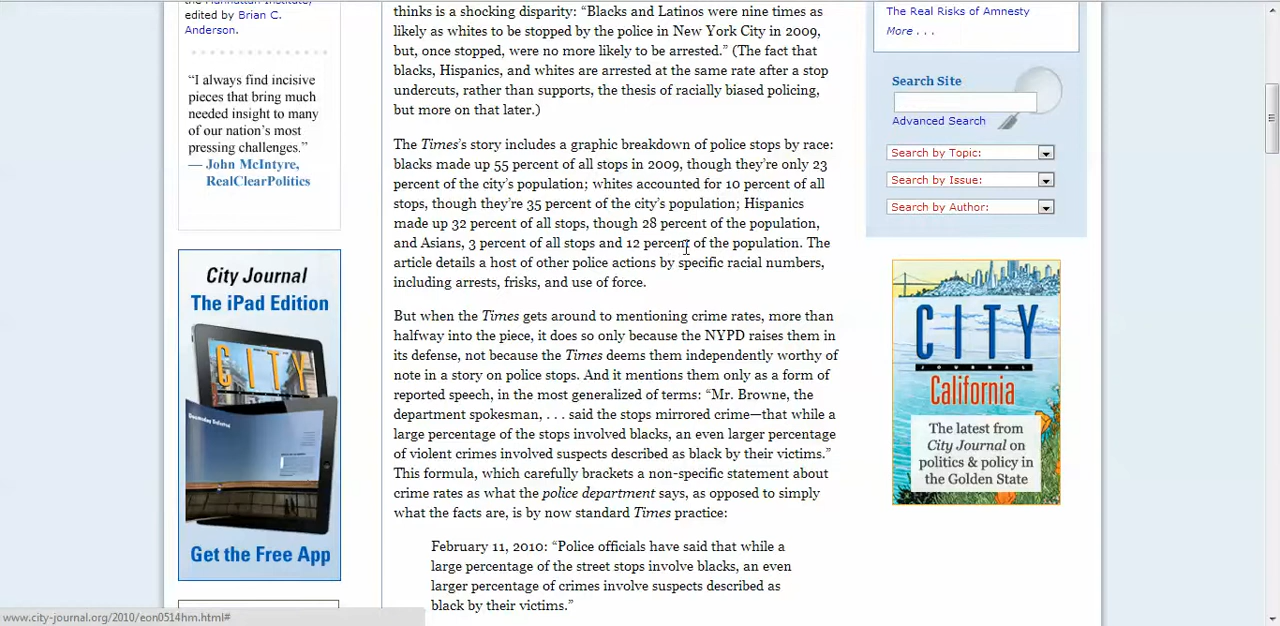 the Manhattan Institute,
edited by Brian C.
Anderson.
“I always find incisive
pieces that bring much
needed insight to many
of our nation’s most
pressing challenges.”
— John McIntyre,
RealClearPolitics
City Journal
The iPad Edition
CITY
Get the Free App
thinks is a shocking disparity: “Blacks and Latinos were nine times as
likely as whites to be stopped by the police in New York City in 2009,
but, once stopped, were no more likely to be arrested.” (The fact that
blacks, Hispanics, and whites are arrested at the same rate after a stop
undercuts, rather than supports, the thesis of racially biased policing,
but more on that later.)
The Times’s story includes a graphic breakdown of police stops by race:
blacks made up 55 percent of all stops in 2009, though they’re only 23
percent of the city’s population; whites accounted for 10 percent of all
stops, though they’re 35 percent of the city’s population; Hispanics
made up 32 percent of all stops, though 28 percent of the population,
and Asians, 3 percent of all stops and 12 percent of the population. The
article details a host of other police actions by specific racial numbers,
including arrests, frisks, and use of force.
But when the Times gets around to mentioning crime rates, more than
halfway into the piece, it does so only because the NYPD raises them in
its defense, not because the Times deems them independently worthy of
note in a story on police stops. And it mentions them only as a form of
reported speech, in the most generalized of terms: “Mr. Browne, the
department spokesman, . . . said the stops mirrored crime—that while a
large percentage of the stops involved blacks, an even larger percentage
of violent crimes involved suspects described as black by their victims.”
This formula, which carefully brackets a non-specific statement about
crime rates as what the police department says, as opposed to simply
what the facts are, is by now standard Times practice:
February 11, 2010: “Police officials have said that while a
large percentage of the street stops involve blacks, an even
larger percentage of crimes involve suspects described as
black by their victims.”
The Real Risks of Amnesty
More . . .
Search Site
Advanced Search
Search by Topic:
Search by Issue:
Search by Author:
CITY
JOURNAL
California
The latest from
City Journal on
politics & policy in
the Golden State
www.city-journal.org/2010/eon0514hm.html#